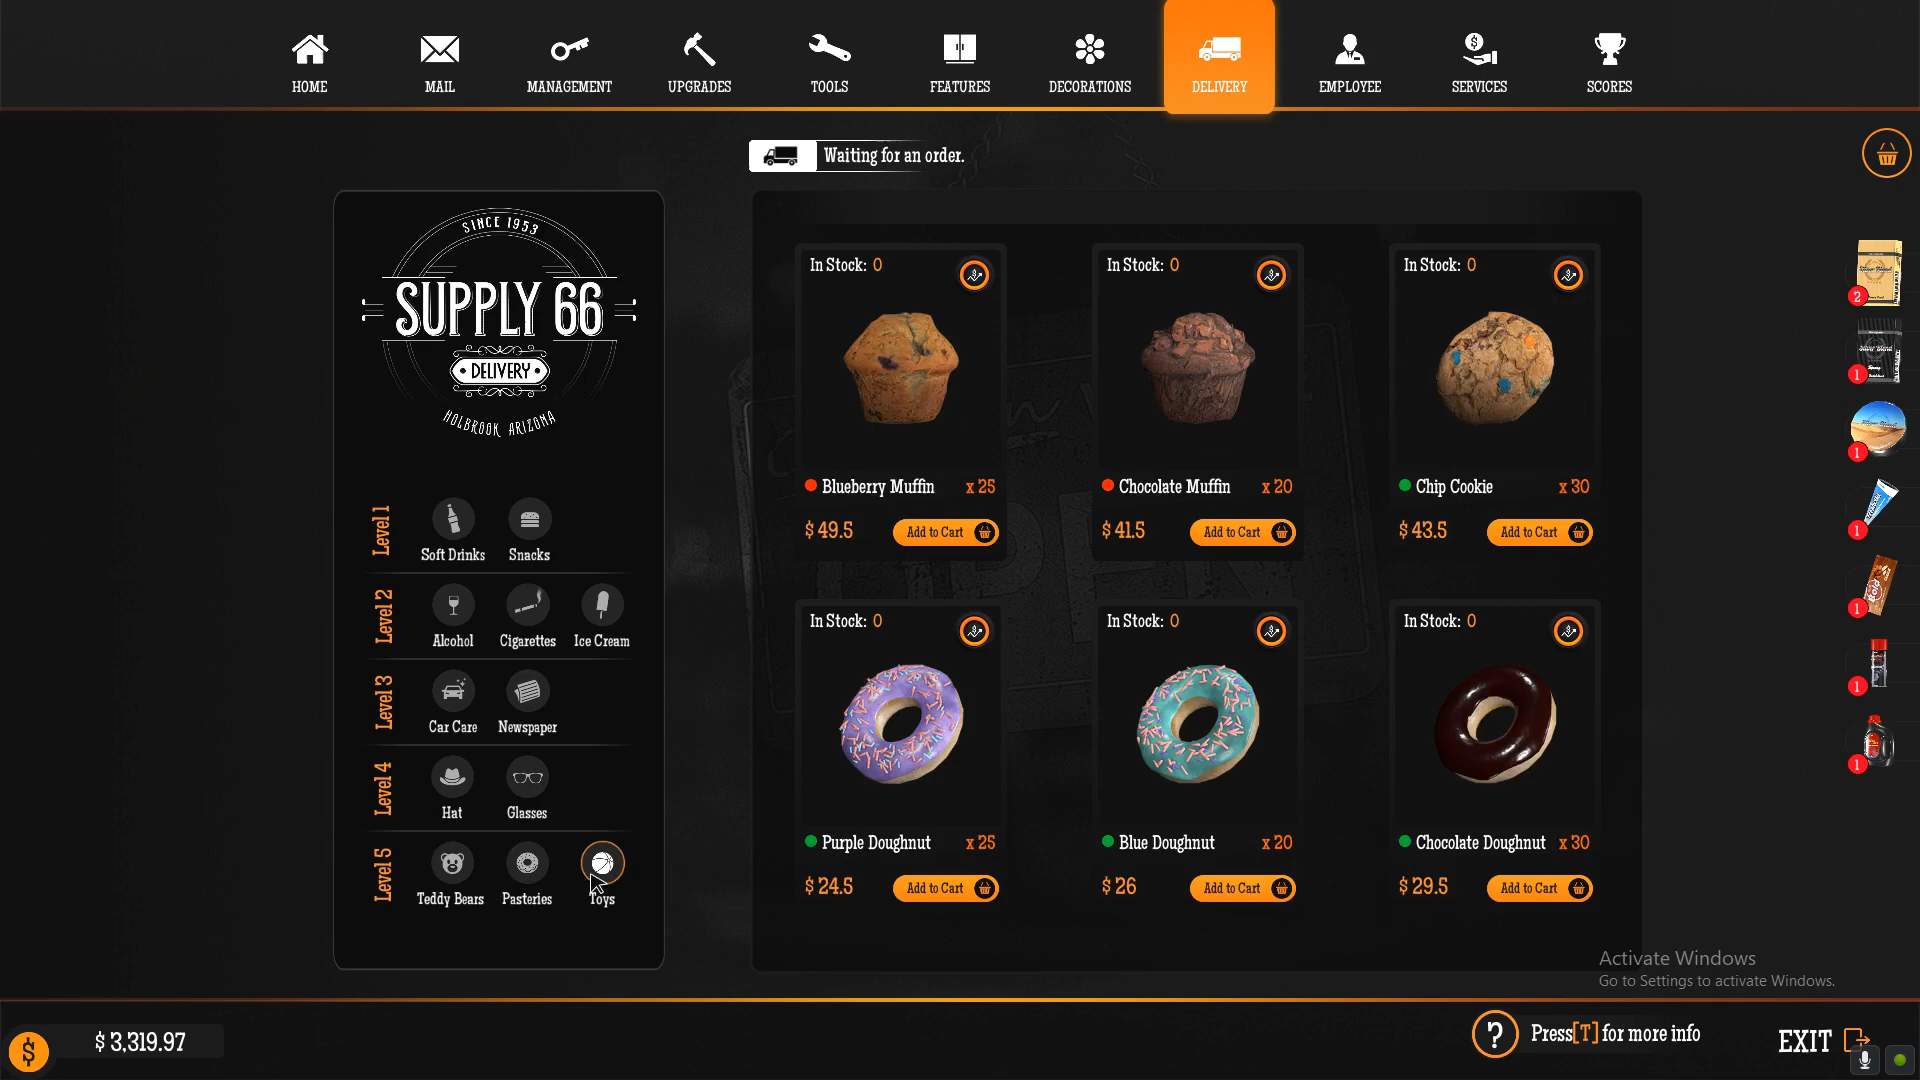 HOME
MAIL
MANAGEMENT
UPGRADES
TOOLS
FEATURES
DECORATIONS
DELIVERY
EMPLOYEE
SERVICES
SCORES
Waiting for an order.
SINCE 1953
SUPPLY 66
• DELIVERY •
HOLBROOK, ARIZONA
Level 1
Soft Drinks
Snacks
Level 2
Alcohol
Cigarettes
Ice Cream
Level 3
Car Care
Newspaper
Level 4
Hat
Glasses
Level 5
Teddy Bears
Pasteries
Toys
In Stock: 0
Blueberry Muffin x 25
$ 49.5 Add to Cart
In Stock: 0
Chocolate Muffin x 20
$ 41.5 Add to Cart
In Stock: 0
Chip Cookie x 30
$ 43.5 Add to Cart
In Stock: 0
Purple Doughnut x 25
$ 24.5 Add to Cart
In Stock: 0
Blue Doughnut x 20
$ 26 Add to Cart
In Stock: 0
Chocolate Doughnut x 30
$ 29.5 Add to Cart
2
1
1
1
1
1
1
Activate Windows
Go to Settings to activate Windows.
$ $ 3,319.97
? Press[T] for more info
EXIT